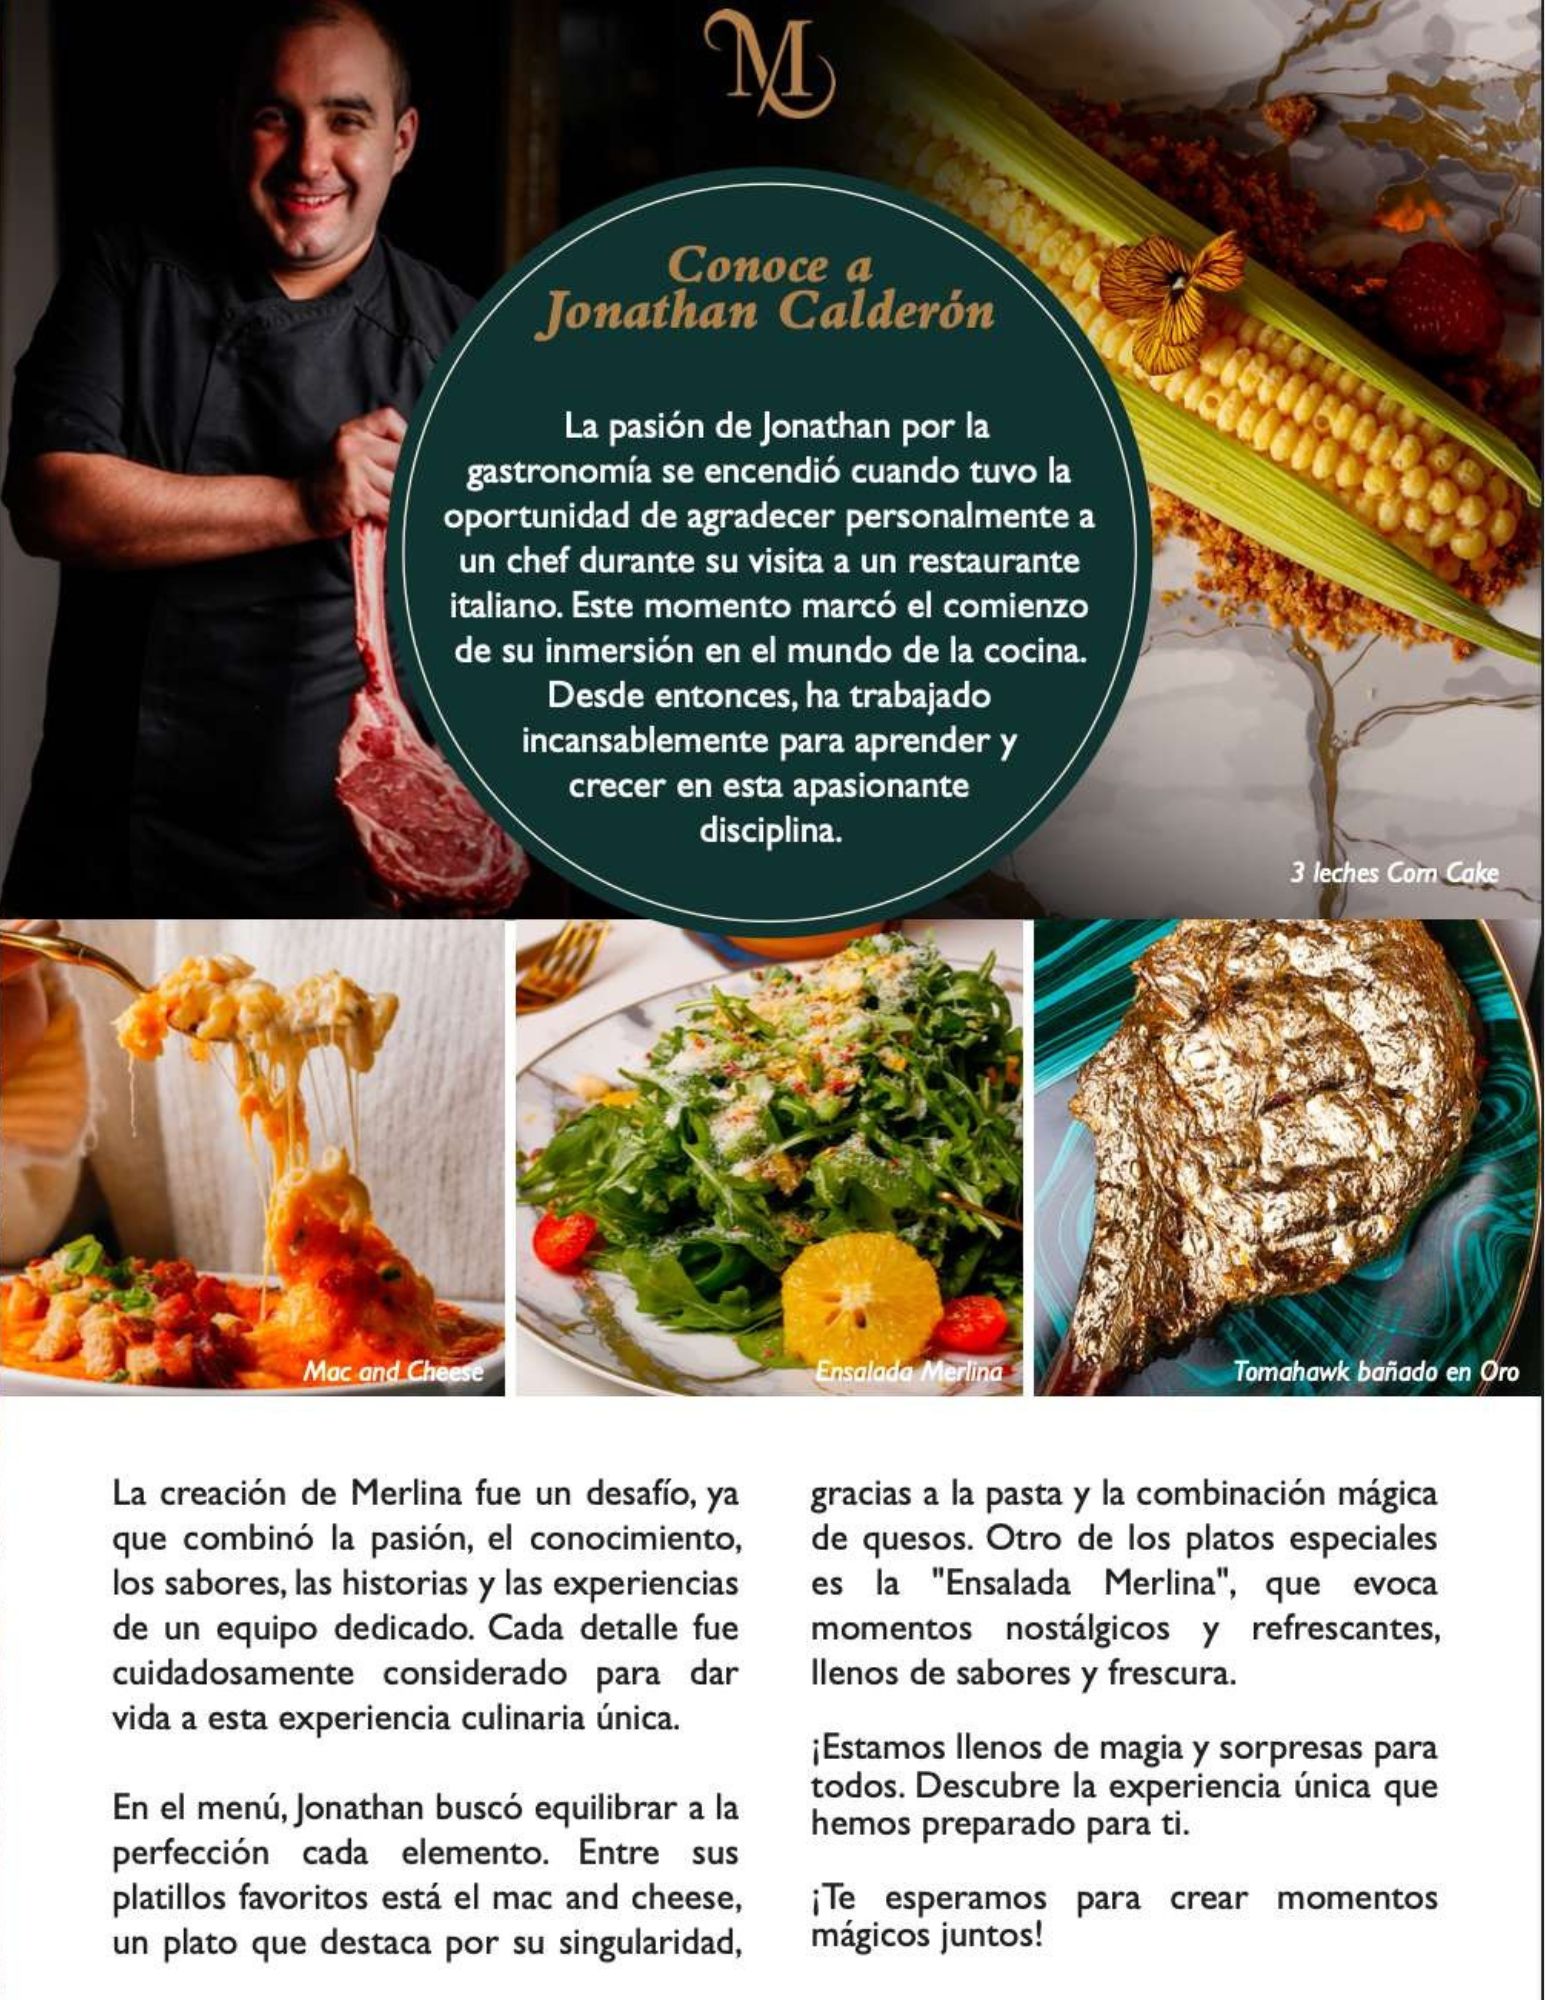 M
Conoce a
Jonathan Calderón
La pasión de Jonathan por la
gastronomía se encendió cuando tuvo la
oportunidad de agradecer personalmente a
un chef durante su visita a un restaurante
italiano. Este momento marcó el comienzo
de su inmersión en el mundo de la cocina.
Desde entonces, ha trabajado
incansablemente para aprender y
crecer en esta apasionante
disciplina.
3 leches Corn Cake
Mac and Cheese
Ensalada Merlina
Tomahawk bañado en Oro
La creación de Merlina fue un desafío, ya
que combinó la pasión, el conocimiento,
los sabores, las historias y las experiencias
de un equipo dedicado. Cada detalle fue
cuidadosamente considerado para dar
vida a esta experiencia culinaria única.
En el menú, Jonathan buscó equilibrar a la
perfección cada elemento. Entre sus
platillos favoritos está el mac and cheese,
un plato que destaca por su singularidad,
gracias a la pasta y la combinación mágica
de quesos. Otro de los platos especiales
es la "Ensalada Merlina", que evoca
momentos nostálgicos y refrescantes,
llenos de sabores y frescura.
¡Estamos llenos de magia y sorpresas para
todos. Descubre la experiencia única que
hemos preparado para ti.
¡Te esperamos para crear momentos
mágicos juntos!